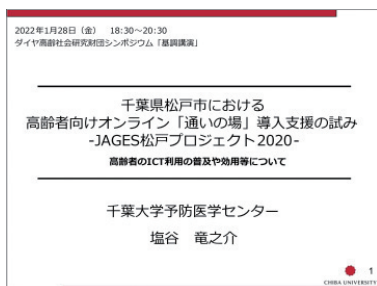 2022年1月28日（金）　18:30～20:30
ダイヤ高齢社会研究財団シンポジウム「基調講演」
千葉県松戸市における
高齢者向けオンライン「通いの場」導入支援の試み
-JAGES松戸プロジェクト2020-
高齢者のICT利用の普及や効用等について
千葉大学予防医学センター
塩谷　竜之介
1
CHIBA UNIVERSITY